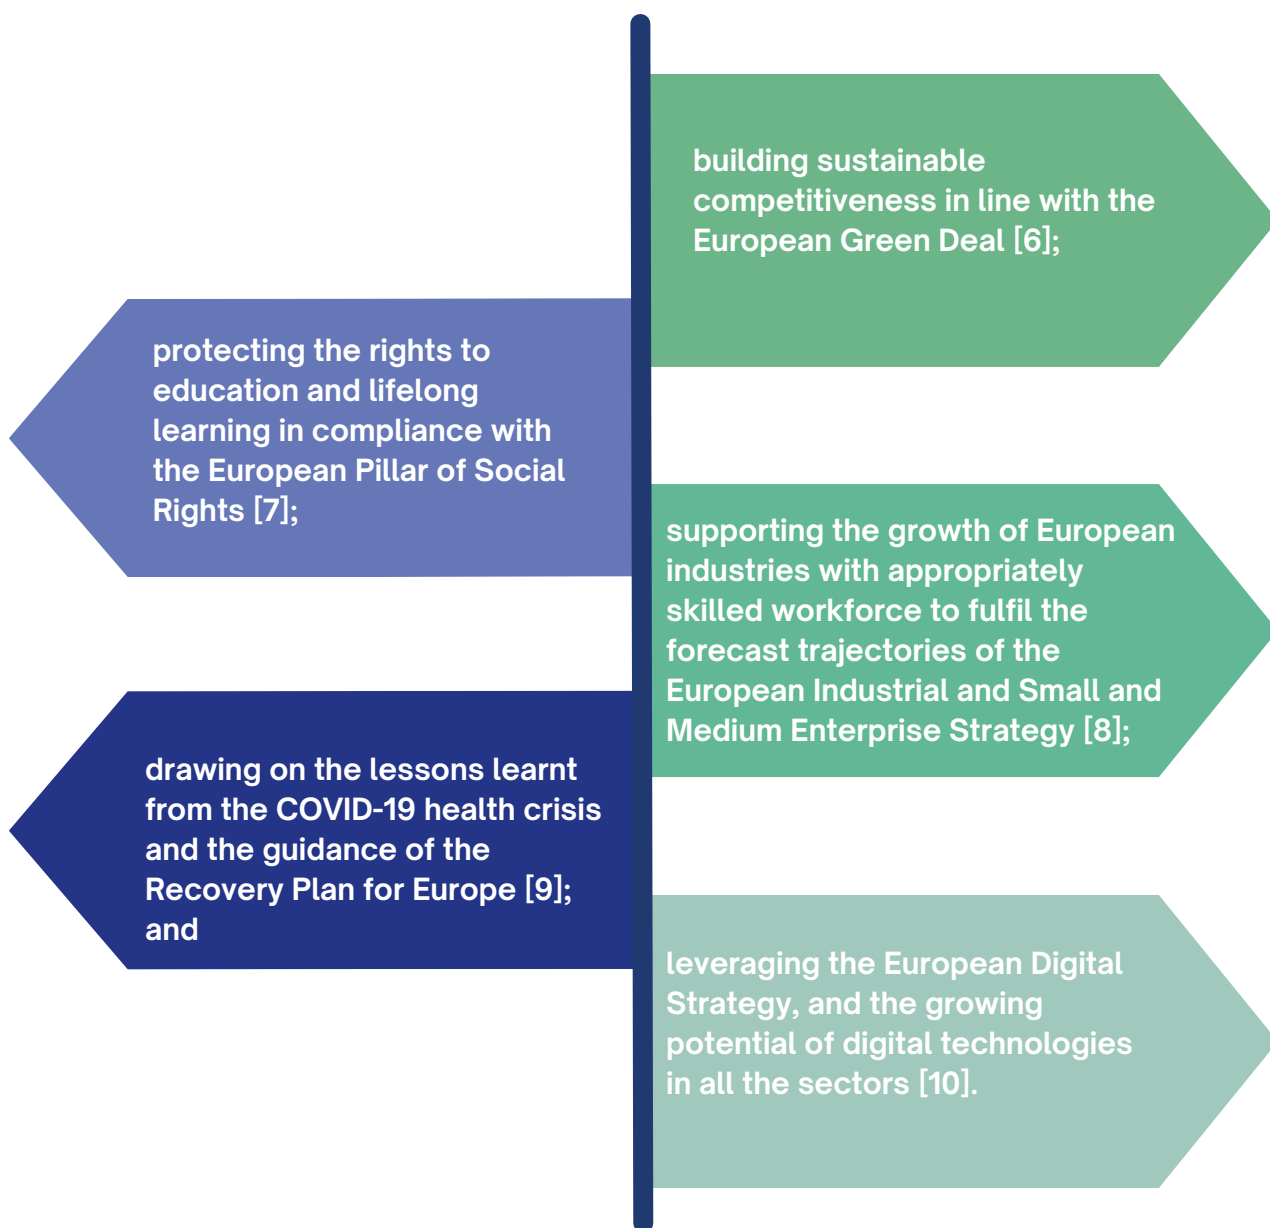 building sustainable
competitiveness in line with the
European Green Deal [6];
protecting the rights to
education and lifelong
learning in compliance with
the European Pillar of Social
Rights [7];
supporting the growth of European
industries with appropriately
skilled workforce to fulfil the
forecast trajectories of the
European Industrial and Small and
Medium Enterprise Strategy [8];
drawing on the lessons learnt
from the COVID-19 health crisis
and the guidance of the
Recovery Plan for Europe [9];
and
leveraging the European Digital
Strategy, and the growing
potential of digital technologies
in all the sectors [10].